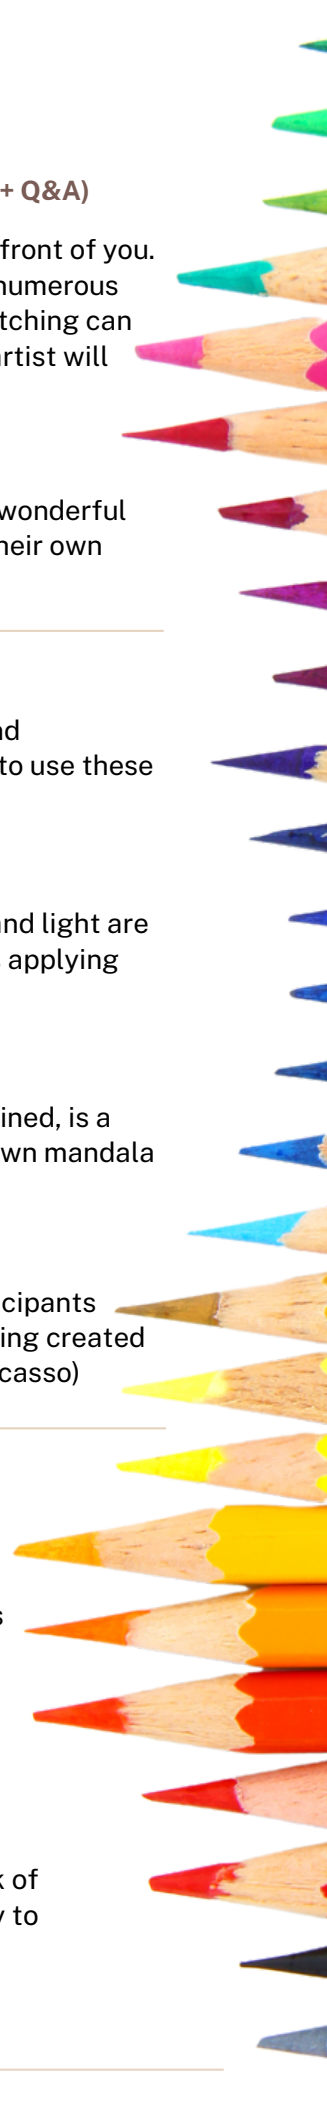 + Q&A)
front of you.
numerous
tching can
rtist will
wonderful
heir own
nd
to use these
and light are
applying
ined, is a
wn mandala
cipants
ing created
casso)
s
k of
y to